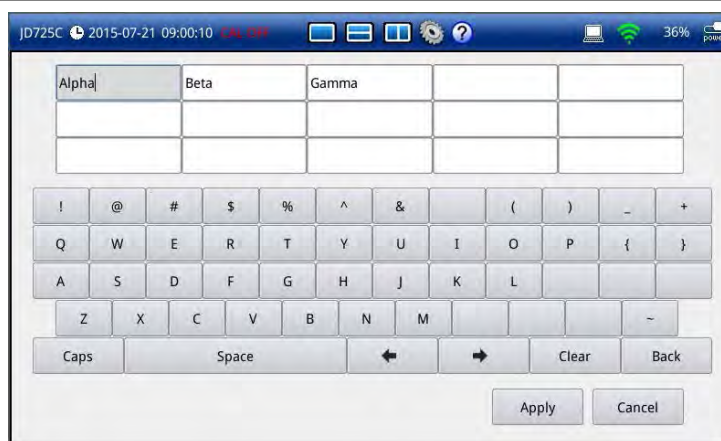 JD725C 2015-07-21 09:00:10 CAL OFF 36%
Alpha Beta Gamma
! @ # $ % ^ & ( ) _ +
Q W E R T Y U I O P { }
A S D F G H J K L
Z X C V B N M ~
Caps Space ← → Clear Back
Apply Cancel